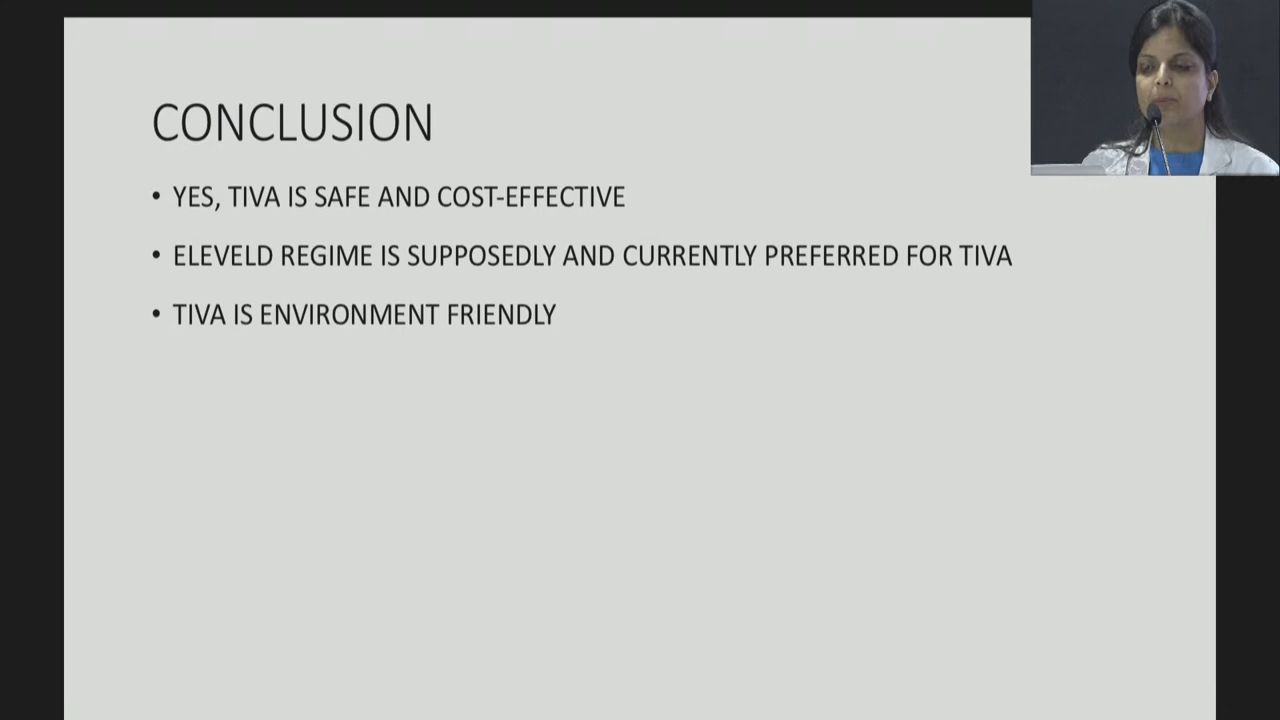 CONCLUSION
• YES, TIVA IS SAFE AND COST-EFFECTIVE
• ELEVELD REGIME IS SUPPOSEDLY AND CURRENTLY PREFERRED FOR TIVA
• TIVA IS ENVIRONMENT FRIENDLY